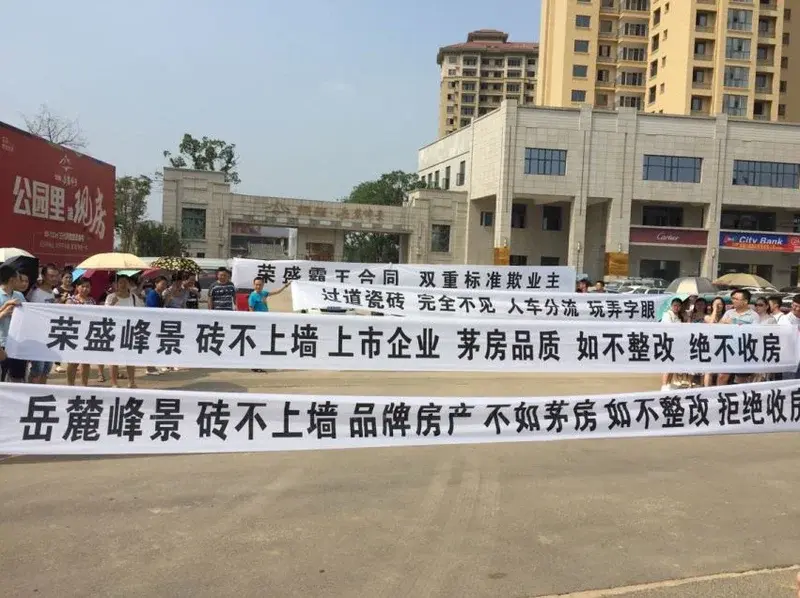 公园里的现房
荣盛霸王合同 双重标准欺业主
Cartier
City Bank
过道瓷砖 完全不见 人车分流 玩弄字眼
荣盛峰景 砖不上墙 上市企业 茅房品质 如不整改 绝不收房
岳麓峰景 砖不上墙 品牌房产 不如茅房 如不整改 拒绝收房